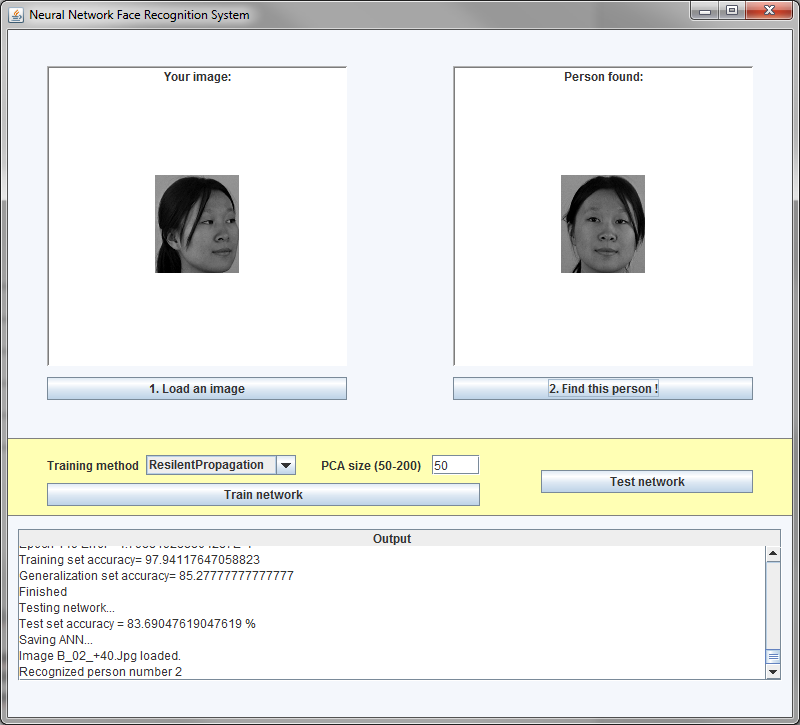 Neural Network Face Recognition System
Your image:
Person found:
1. Load an image
2. Find this person !
Training method
ResilentPropagation
PCA size (50-200)
50
Train network
Test network
Output
Training set accuracy= 97.94117647058823
Generalization set accuracy= 85.27777777777777
Finished
Testing network...
Test set accuracy = 83.69047619047619 %
Saving ANN...
Image B_02_+40.Jpg loaded.
Recognized person number 2